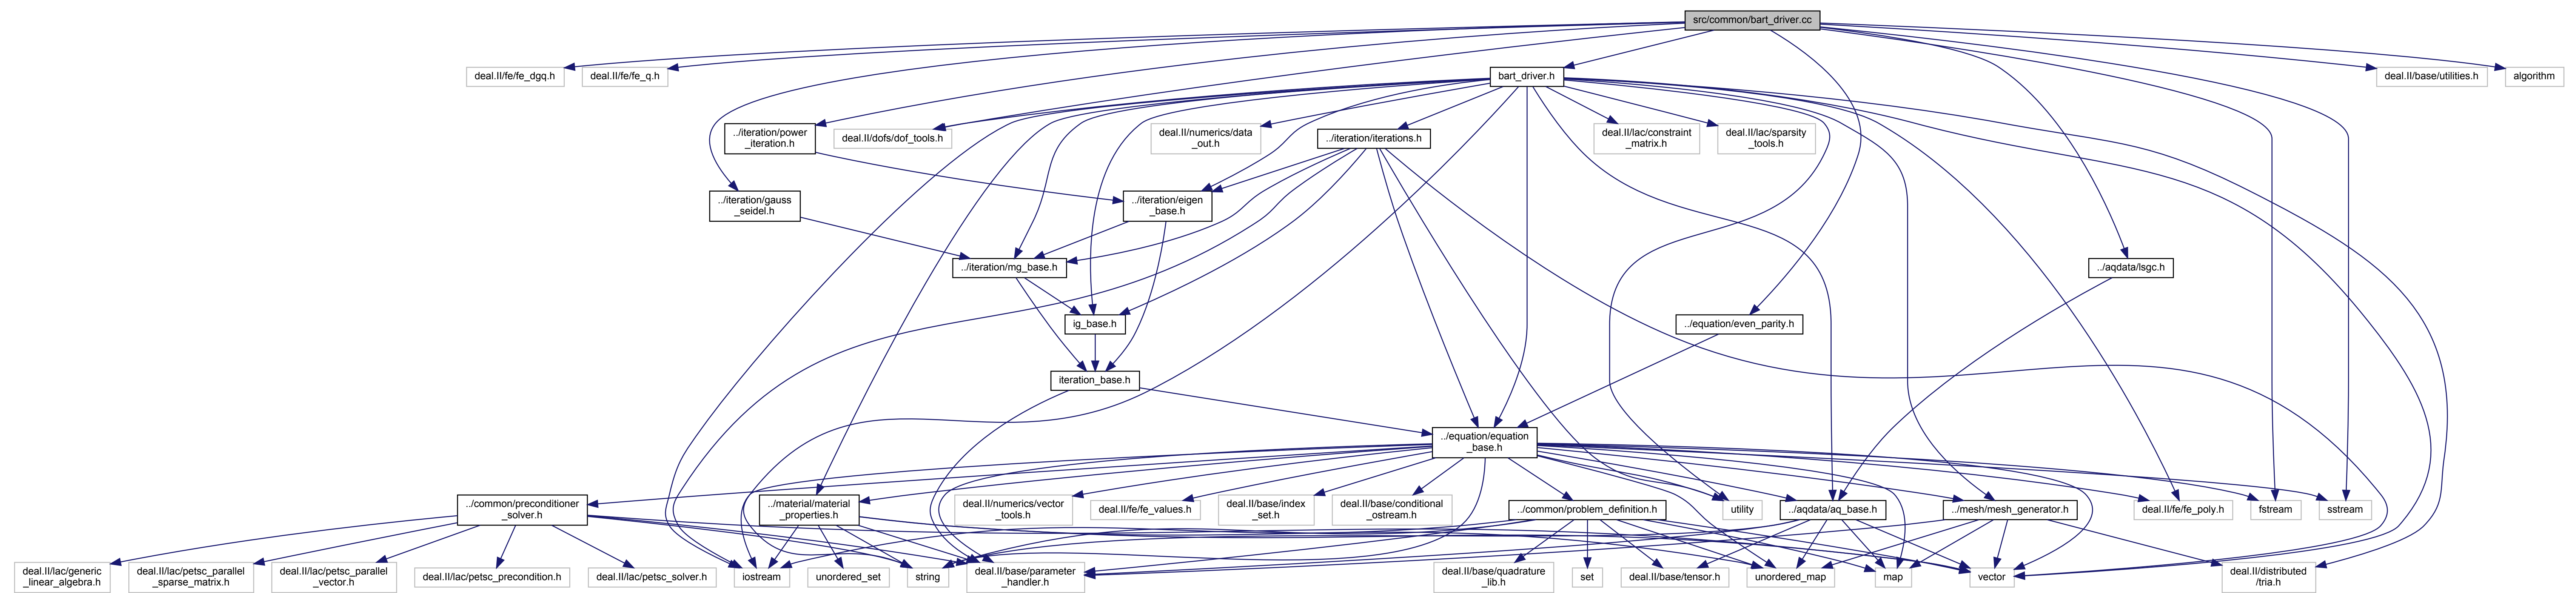 src/common/bart_driver.cc
deal.II/fe/fe_dgq.h
deal.II/fe/fe_q.h
bart_driver.h
deal.II/base/utilities.h
algorithm
../iteration/power
_iteration.h
deal.II/dofs/dof_tools.h
deal.II/numerics/data
_out.h
../iteration/iterations.h
deal.II/lac/constraint
_matrix.h
deal.II/lac/sparsity
_tools.h
../iteration/gauss
_seidel.h
../iteration/eigen
_base.h
../iteration/mg_base.h
../aqdata/lsgc.h
ig_base.h
../equation/even_parity.h
iteration_base.h
../equation/equation
_base.h
../common/preconditioner
_solver.h
../material/material
_properties.h
deal.II/numerics/vector
_tools.h
deal.II/fe/fe_values.h
deal.II/base/index
_set.h
deal.II/base/conditional
_ostream.h
../common/problem_definition.h
utility
../aqdata/aq_base.h
../mesh/mesh_generator.h
deal.II/fe/fe_poly.h
fstream
sstream
deal.II/lac/generic
_linear_algebra.h
deal.II/lac/petsc_parallel
_sparse_matrix.h
deal.II/lac/petsc_parallel
_vector.h
deal.II/lac/petsc_precondition.h
deal.II/lac/petsc_solver.h
iostream
unordered_set
string
deal.II/base/parameter
_handler.h
deal.II/base/quadrature
_lib.h
set
deal.II/base/tensor.h
unordered_map
map
vector
deal.II/distributed
/tria.h